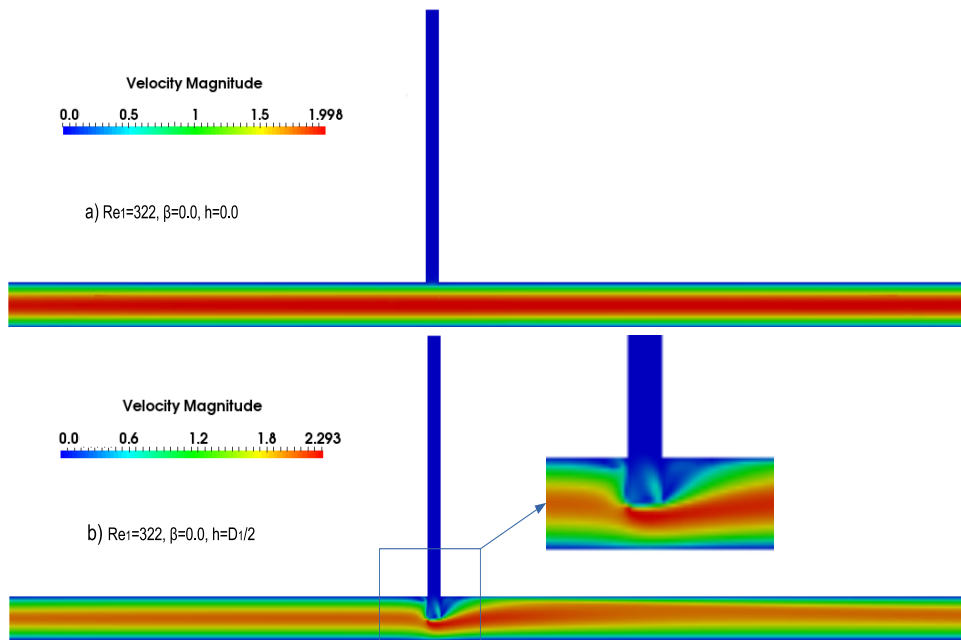 Velocity Magnitude
0.0 0.5 1 1.5 1.998
a) Re1=322, β=0.0, h=0.0
Velocity Magnitude
0.0 0.6 1.2 1.8 2.293
b) Re1=322, β=0.0, h=D1/2